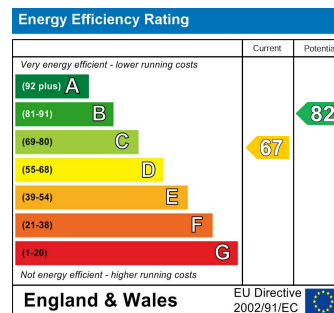 Energy Efficiency Rating
Current Potentia
Very energy efficient - lower running costs
(92 plus) A
(81-91) B
82
(69-80) C
67
(55-68) D
(39-54) E
(21-38) F
(1-20) G
Not energy efficient - higher running costs
England & Wales
EU Directive
2002/91/EC